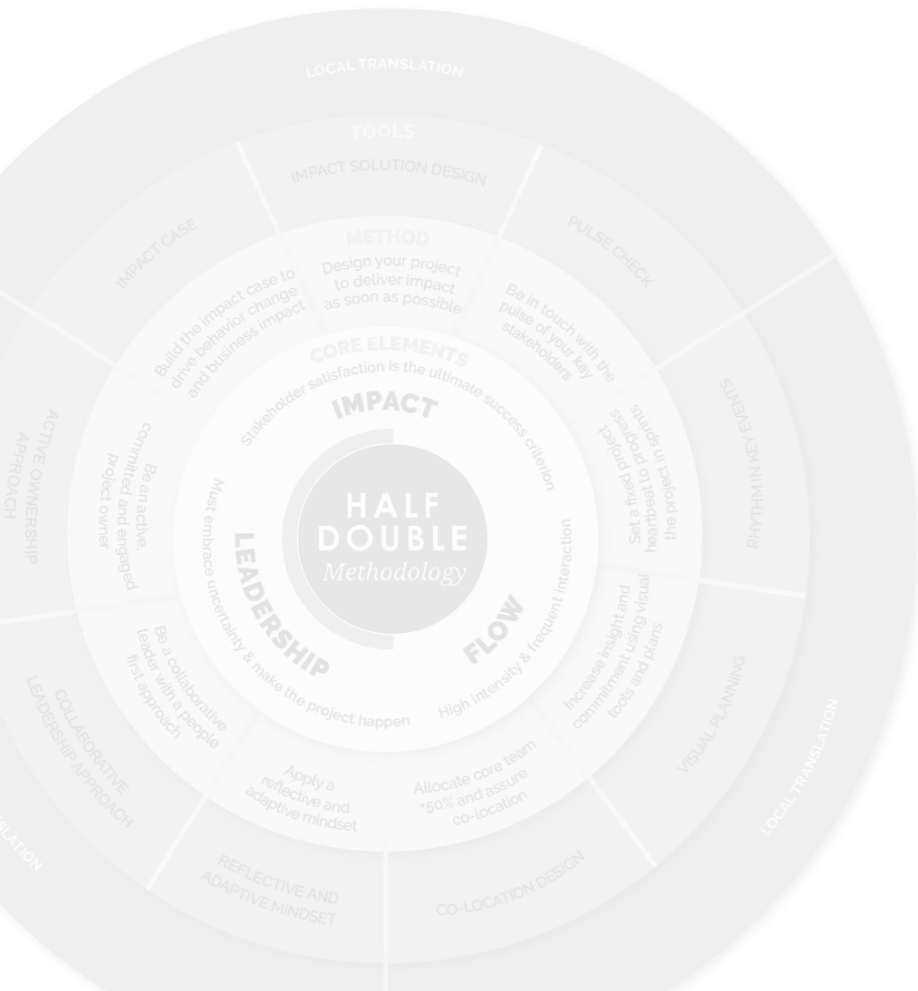 LOCAL TRANSLATION
TOOLS
IMPACT SOLUTION DESIGN
PULSE CHECK
IMPACT CASE
METHOD
Design your project
to deliver impact
as soon as possible
Be in touch with the
pulse of your key
stakeholders
Build the impact case to
drive behavior change
and business impact
CORE ELEMENTS
Stakeholder satisfaction is the ultimate success criterion
IMPACT
HALF
DOUBLE
Methodology
RHYTHM IN KEY EVENTS
Set a fixed project
heartbeat to progress
the project in sprints
ACTIVE OWNERSHIP
APPROACH
Be an active,
committed and engaged
project owner
LEADERSHIP
Must embrace uncertainty & make the project happen
FLOW
High intensity & frequent interaction
Increase insight and
commitment using visual
tools and plans
VISUAL PLANNING
LOCAL TRANSLATION
Be a collaborative
leader with a people
first approach
COLLABORATIVE
LEADERSHIP APPROACH
Apply a
reflective and
adaptive mindset
Allocate core team
+50% and assure
co-location
REFLECTIVE AND
ADAPTIVE MINDSET
CO-LOCATION DESIGN
SLATION